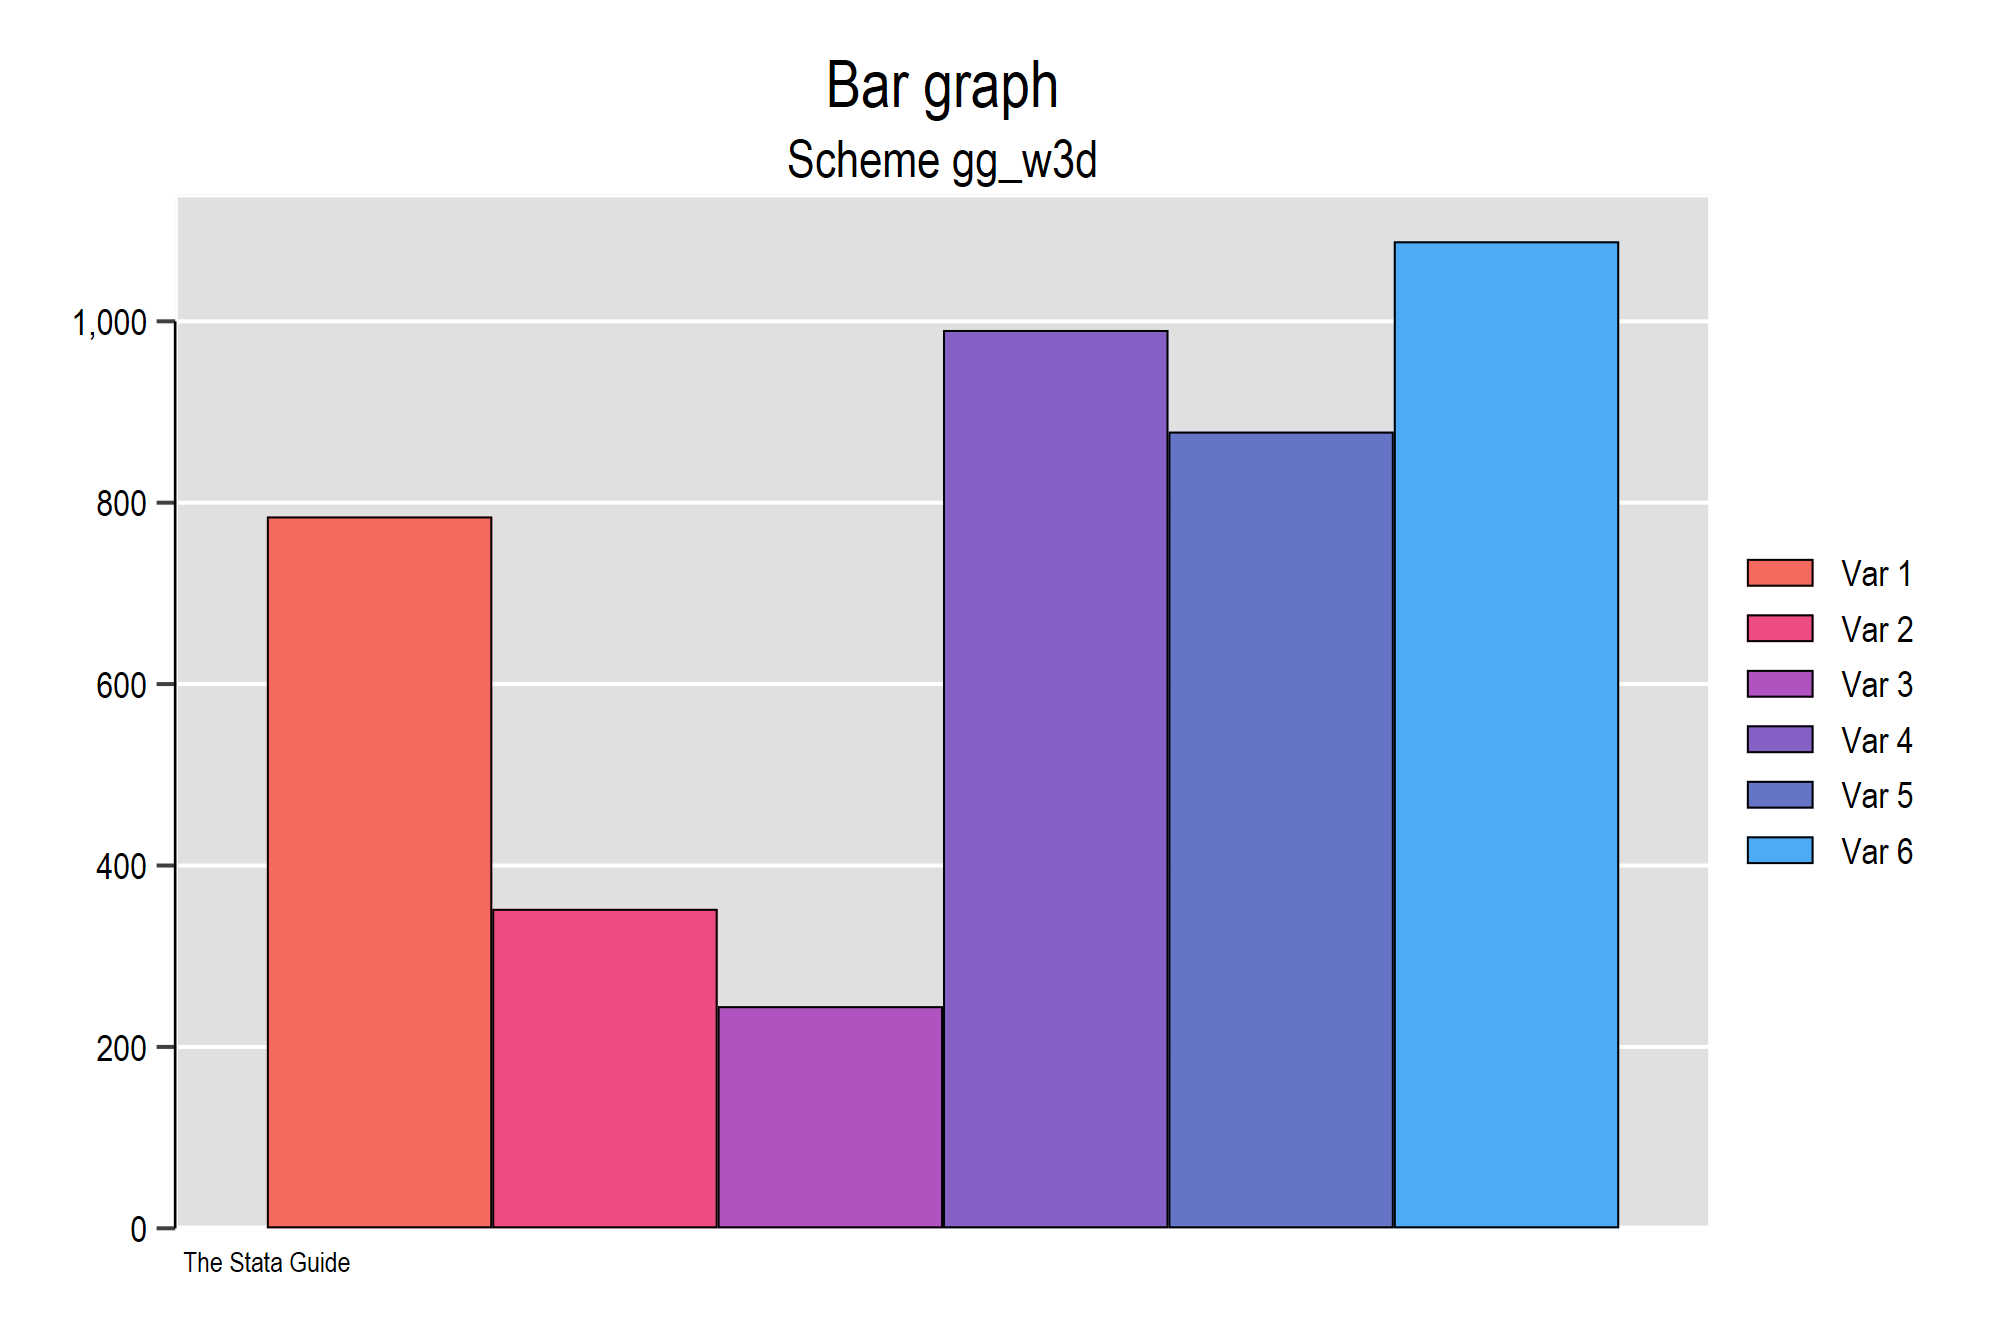 Bar graph
Scheme gg_w3d
1,000
800
600
400
200
0
Var 1
Var 2
Var 3
Var 4
Var 5
Var 6
The Stata Guide